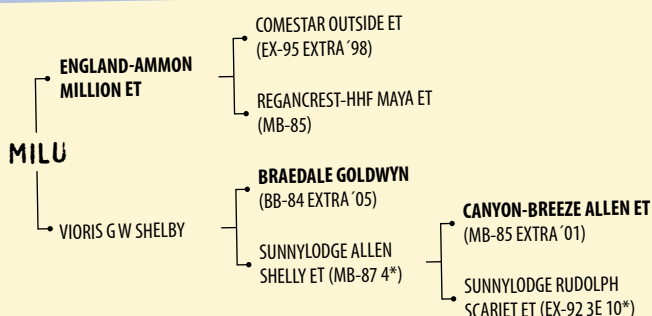 COMESTAR OUTSIDE ET
(EX-95 EXTRA´98)
ENGLAND-AMMON
MILLION ET
REGANCREST-HHF MAYA ET
(MB-85)
MILU
BRAEDALE GOLDWYN
(BB-84 EXTRA´05)
VIORIS G W SHELBY
SUNNYLODGE ALLEN
SHELLY ET (MB-87 4*)
CANYON-BREEZE ALLEN ET
(MB-85 EXTRA´01)
SUNNYLODGE RUDOLPH
SCARIET ET (EX-92 3E 10*)